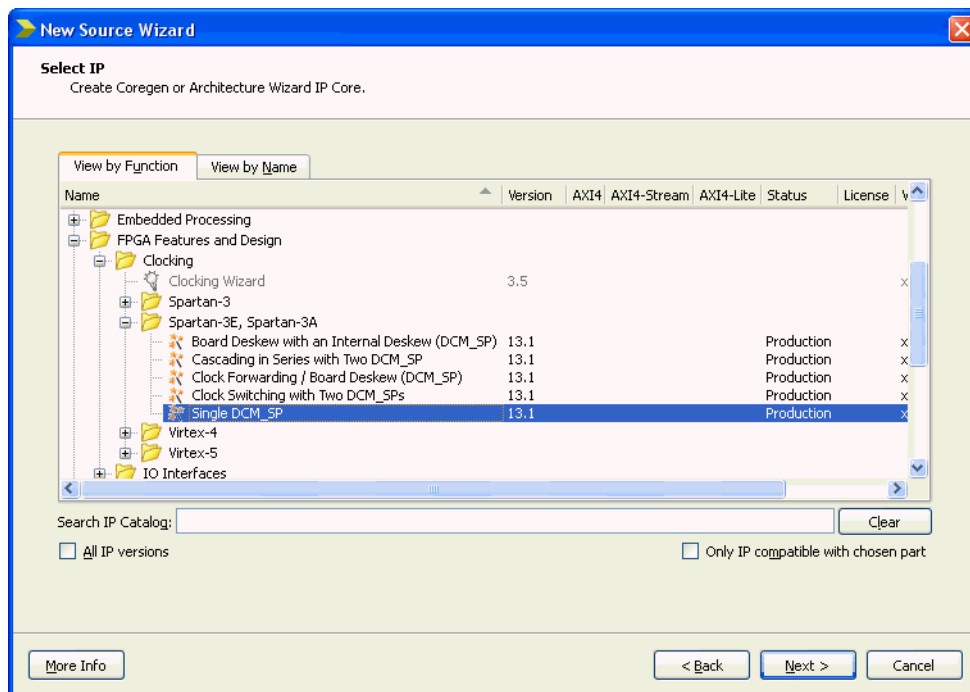 New Source Wizard
Select IP
Create Coregen or Architecture Wizard IP Core.
View by Function View by Name
Name Version AXI4 AXI4-Stream AXI4-Lite Status License V
Embedded Processing
FPGA Features and Design
Clocking
Clocking Wizard 3.5 x
Spartan-3
Spartan-3E, Spartan-3A
Board Deskew with an Internal Deskew (DCM_SP) 13.1 Production x
Cascading in Series with Two DCM_SP 13.1 Production x
Clock Forwarding / Board Deskew (DCM_SP) 13.1 Production x
Clock Switching with Two DCM_SPs 13.1 Production x
Single DCM_SP 13.1 Production x
Virtex-4
Virtex-5
IO Interfaces
Search IP Catalog: Clear
All IP versions Only IP compatible with chosen part
More Info < Back Next > Cancel